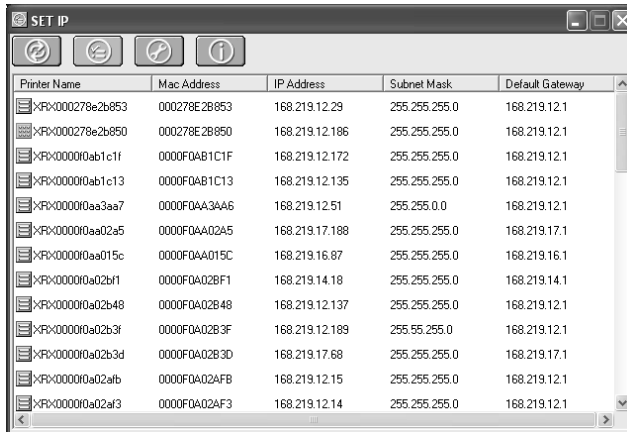 SET IP
Printer Name Mac Address IP Address Subnet Mask Default Gateway
XRX000278e2b853 000278E2B853 168.219.12.29 255.255.255.0 168.219.12.1
XRX000278e2b850 000278E2B850 168.219.12.186 255.255.255.0 168.219.12.1
XRX0000f0ab1c1f 0000F0AB1C1F 168.219.12.172 255.255.255.0 168.219.12.1
XRX0000f0ab1c13 0000F0AB1C13 168.219.12.135 255.255.255.0 168.219.12.1
XRX0000f0aa3aa7 0000F0AA3AA6 168.219.12.51 255.255.0.0 168.219.12.1
XRX0000f0aa02a5 0000F0AA02A5 168.219.17.188 255.255.255.0 168.219.17.1
XRX0000f0aa015c 0000F0AA015C 168.219.16.87 255.255.255.0 168.219.16.1
XRX0000f0a02bf1 0000F0A02BF1 168.219.14.18 255.255.255.0 168.219.14.1
XRX0000f0a02b48 0000F0A02B48 168.219.12.137 255.255.255.0 168.219.12.1
XRX0000f0a02b3f 0000F0A02B3F 168.219.12.189 255.55.255.0 168.219.12.1
XRX0000f0a02b3d 0000F0A02B3D 168.219.17.68 255.255.255.0 168.219.17.1
XRX0000f0a02afb 0000F0A02AFB 168.219.12.15 255.255.255.0 168.219.12.1
XRX0000f0a02af3 0000F0A02AF3 168.219.12.14 255.255.255.0 168.219.12.1